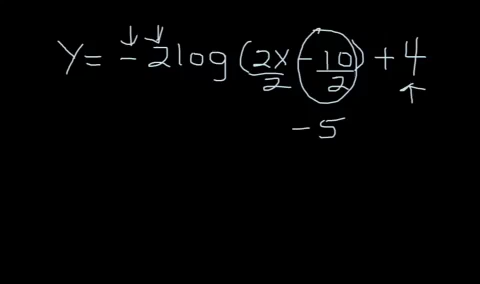 Y = -2log(2x/2 - 10/2) + 4
-5